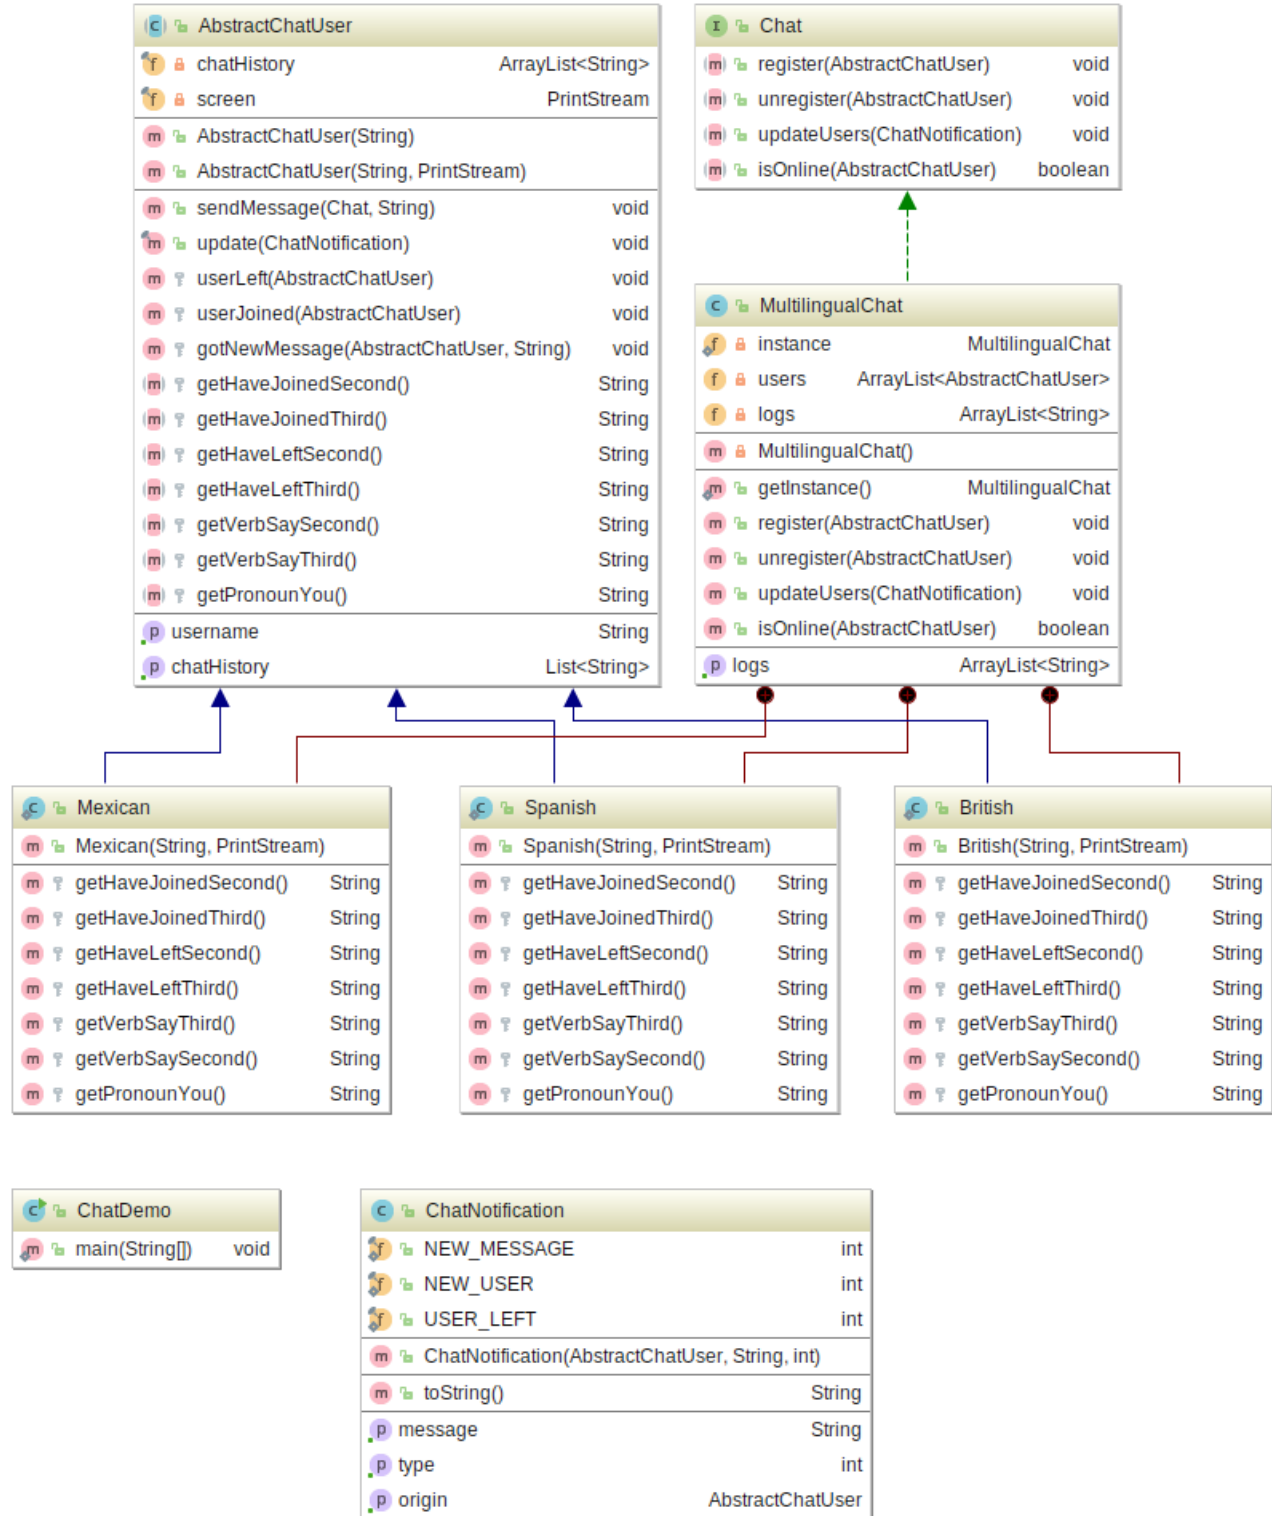 AbstractChatUser
chatHistory ArrayList<String>
screen PrintStream
AbstractChatUser(String)
AbstractChatUser(String, PrintStream)
sendMessage(Chat, String) void
update(ChatNotification) void
userLeft(AbstractChatUser) void
userJoined(AbstractChatUser) void
gotNewMessage(AbstractChatUser, String) void
getHaveJoinedSecond() String
getHaveJoinedThird() String
getHaveLeftSecond() String
getHaveLeftThird() String
getVerbSaySecond() String
getVerbSayThird() String
getPronounYou() String
username String
chatHistory List<String>
Chat
register(AbstractChatUser) void
unregister(AbstractChatUser) void
updateUsers(ChatNotification) void
isOnline(AbstractChatUser) boolean
MultilingualChat
instance MultilingualChat
users ArrayList<AbstractChatUser>
logs ArrayList<String>
MultilingualChat()
getInstance() MultilingualChat
register(AbstractChatUser) void
unregister(AbstractChatUser) void
updateUsers(ChatNotification) void
isOnline(AbstractChatUser) boolean
logs ArrayList<String>
Mexican
Mexican(String, PrintStream)
getHaveJoinedSecond() String
getHaveJoinedThird() String
getHaveLeftSecond() String
getHaveLeftThird() String
getVerbSayThird() String
getVerbSaySecond() String
getPronounYou() String
Spanish
Spanish(String, PrintStream)
getHaveJoinedSecond() String
getHaveJoinedThird() String
getHaveLeftSecond() String
getHaveLeftThird() String
getVerbSayThird() String
getVerbSaySecond() String
getPronounYou() String
British
British(String, PrintStream)
getHaveJoinedSecond() String
getHaveJoinedThird() String
getHaveLeftSecond() String
getHaveLeftThird() String
getVerbSayThird() String
getVerbSaySecond() String
getPronounYou() String
ChatDemo
main(String[]) void
ChatNotification
NEW_MESSAGE int
NEW_USER int
USER_LEFT int
ChatNotification(AbstractChatUser, String, int)
toString() String
message String
type int
origin AbstractChatUser